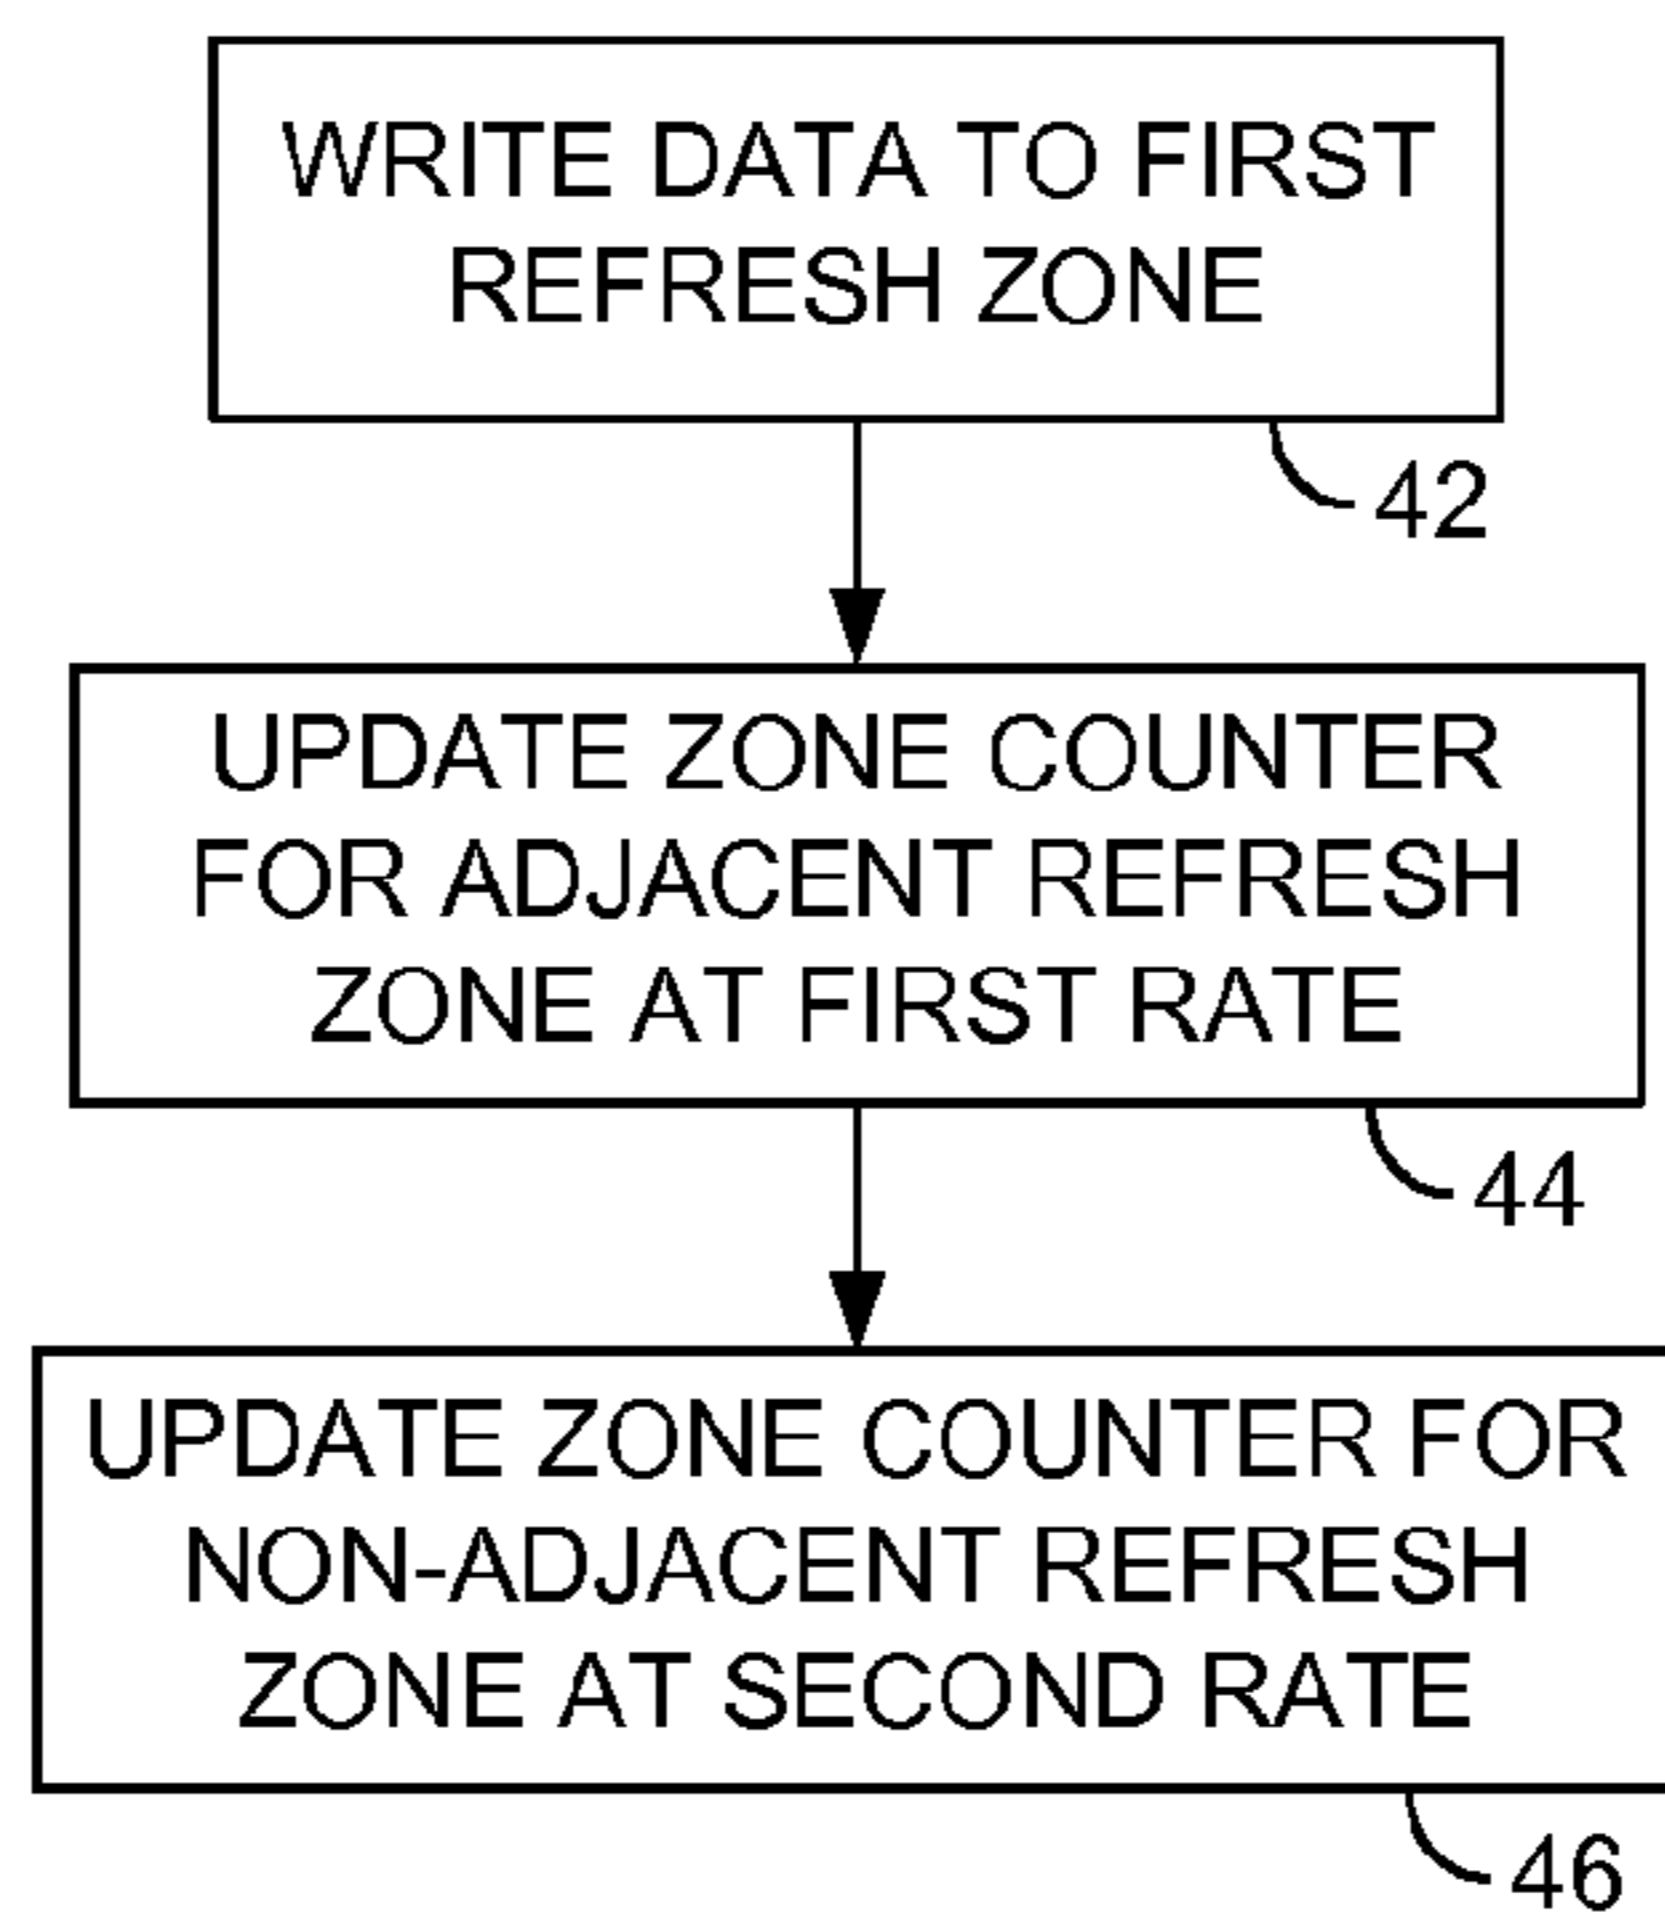 WRITE DATA TO FIRST
REFRESH ZONE
42
UPDATE ZONE COUNTER
FOR ADJACENT REFRESH
ZONE AT FIRST RATE
44
UPDATE ZONE COUNTER FOR
NON-ADJACENT REFRESH
ZONE AT SECOND RATE
46